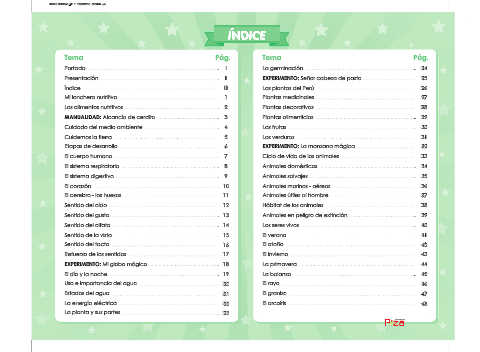 ÍNDICE
Tema Pág.
Portada I
Presentación II
Índice III
Mi lonchera nutritiva 1
Los alimentos nutritivos 2
MANUALIDAD: Alcancía de cerdito 3
Cuidado del medio ambiente 4
Cuidemos la tierra 5
Etapas de desarrollo 6
El cuerpo humano 7
El sistema respiratorio 8
El sistema digestivo 9
El corazón 10
El cerebro - los huesos 11
Sentido del oído 12
Sentido del gusto 13
Sentido del olfato 14
Sentido de la vista 15
Sentido del tacto 16
Refuerzo de los sentidos 17
EXPERIMENTO: Mi globo mágico 18
El día y la noche 19
Uso e importancia del agua 20
Estados del agua 21
La energía eléctrica 22
La planta y sus partes 23
Tema Pág.
La germinación 24
EXPERIMENTO: Señor cabeza de pasto 25
Las plantas del Perú 26
Plantas medicinales 27
Plantas decorativas 28
Plantas alimenticias 29
Las frutas 30
Las verduras 31
EXPERIMENTO: La manzana mágica 32
Ciclo de vida de los animales 33
Animales domésticos 34
Animales salvajes 35
Animales marinos - aéreos 36
Animales útiles al hombre 37
Hábitat de los animales 38
Animales en peligro de extinción 39
Los seres vivos 40
El verano 41
El otoño 42
El invierno 43
La primavera 44
La balanza 45
El rayo 46
El granizo 47
El arcoíris 48